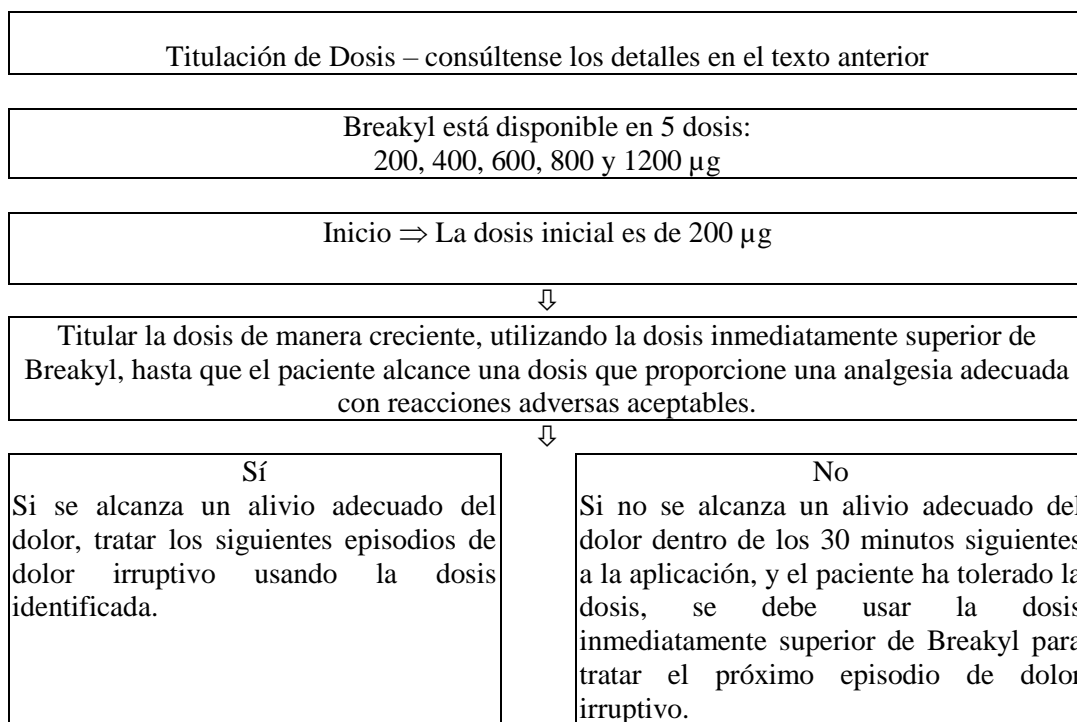 Titulación de Dosis – consúltense los detalles en el texto anterior
Breakyl está disponible en 5 dosis:
200, 400, 600, 800 y 1200 µg
Inicio ⇒ La dosis inicial es de 200 µg
⇩
Titular la dosis de manera creciente, utilizando la dosis inmediatamente superior de
Breakyl, hasta que el paciente alcance una dosis que proporcione una analgesia adecuada
con reacciones adversas aceptables.
⇩
Sí
Si se alcanza un alivio adecuado del
dolor, tratar los siguientes episodios de
dolor irruptivo usando la dosis
identificada.
No
Si no se alcanza un alivio adecuado del
dolor dentro de los 30 minutos siguientes
a la aplicación, y el paciente ha tolerado la
dosis, se debe usar la dosis
inmediatamente superior de Breakyl para
tratar el próximo episodio de dolor
irruptivo.